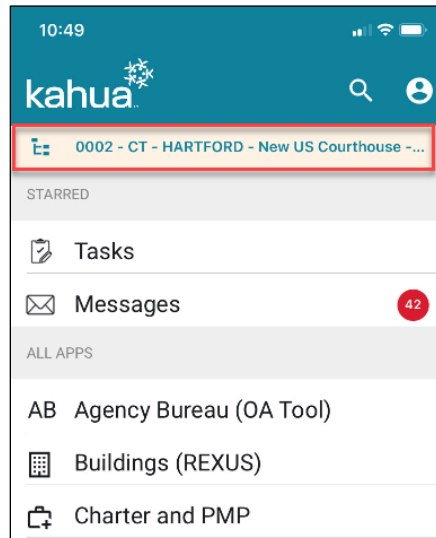 10:49
kahua
0002 - CT - HARTFORD - New US Courthouse -...
STARRED
Tasks
Messages 42
ALL APPS
AB Agency Bureau (OA Tool)
Buildings (REXUS)
Charter and PMP